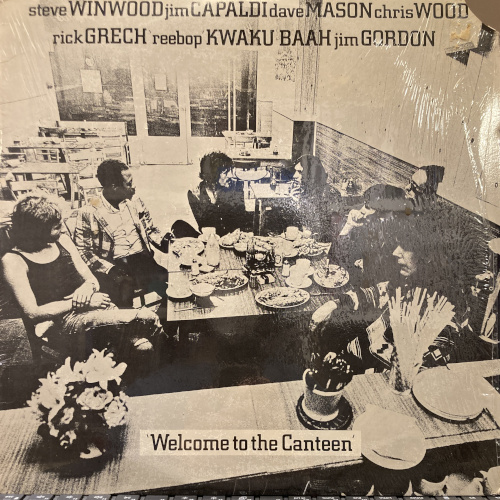 steve WINWOOD jim CAPALDI dave MASON chris WOOD
rick GRECH reebop 'KWAKU BAAH' jim GORDON
'Welcome to the Canteen'